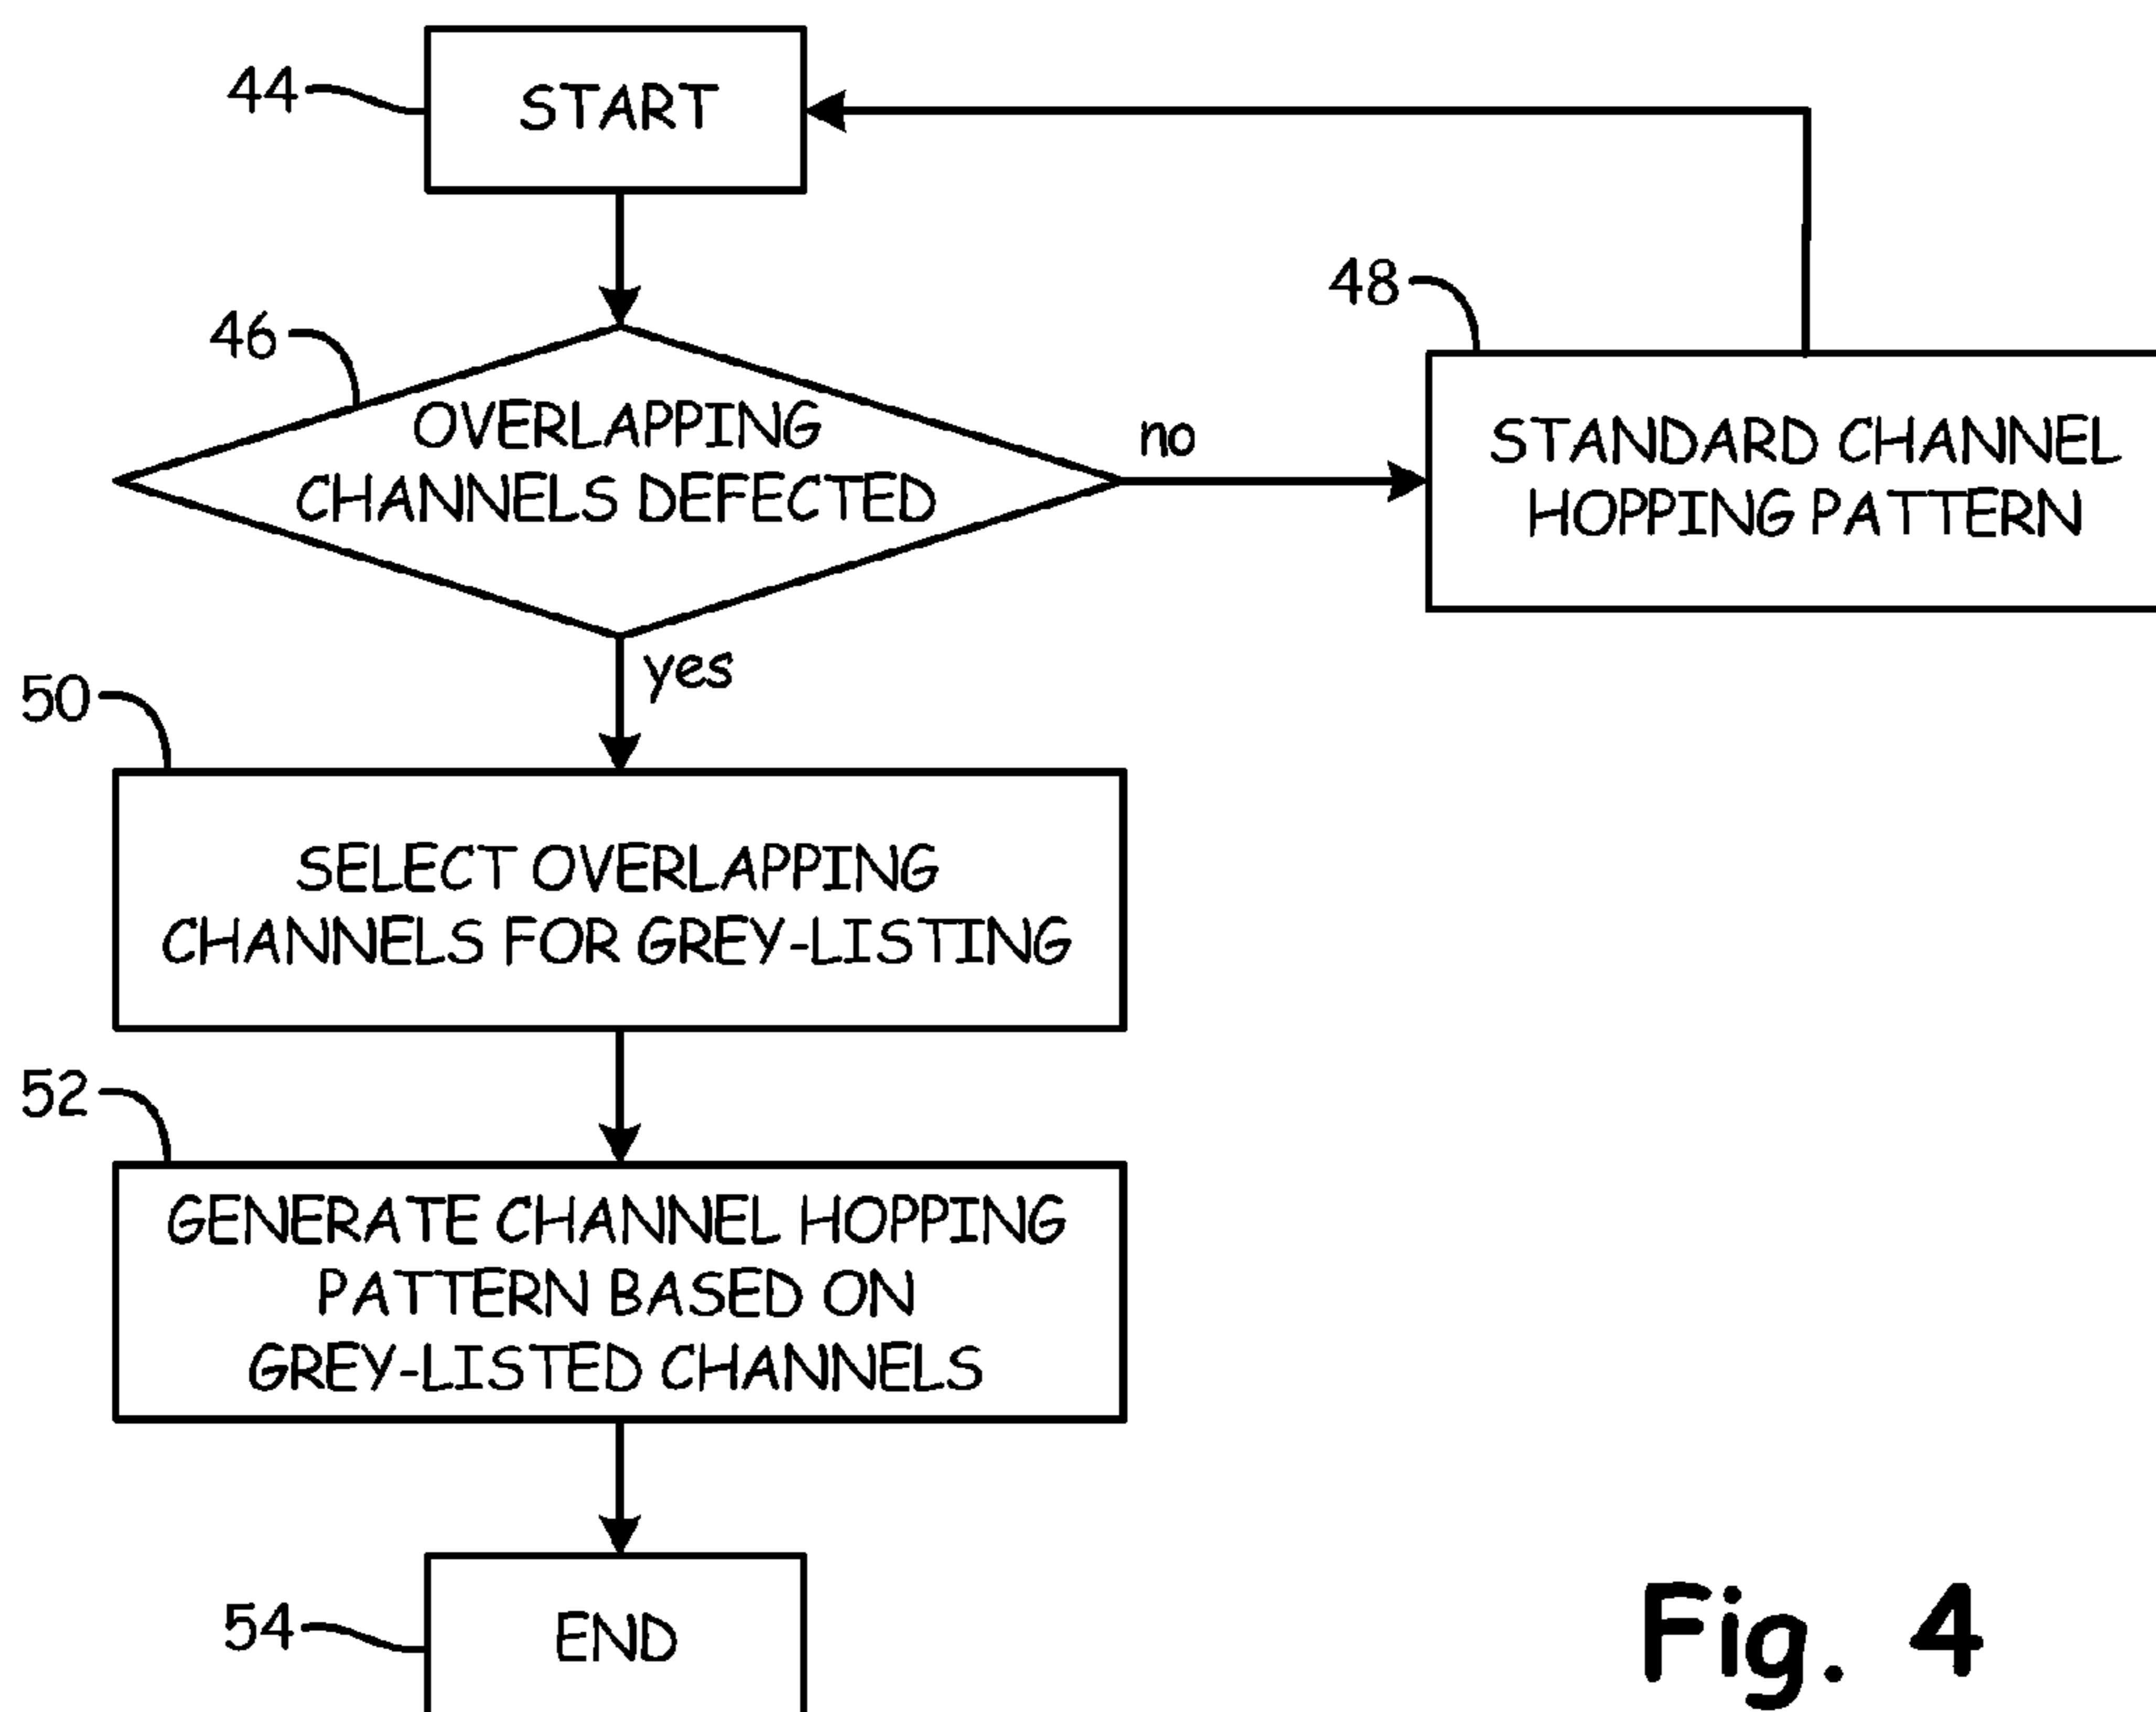 44
START
46
OVERLAPPING
CHANNELS DEFECTED
no
48
STANDARD CHANNEL
HOPPING PATTERN
yes
50
SELECT OVERLAPPING
CHANNELS FOR GREY-LISTING
52
GENERATE CHANNEL HOPPING
PATTERN BASED ON
GREY-LISTED CHANNELS
54
END
Fig. 4